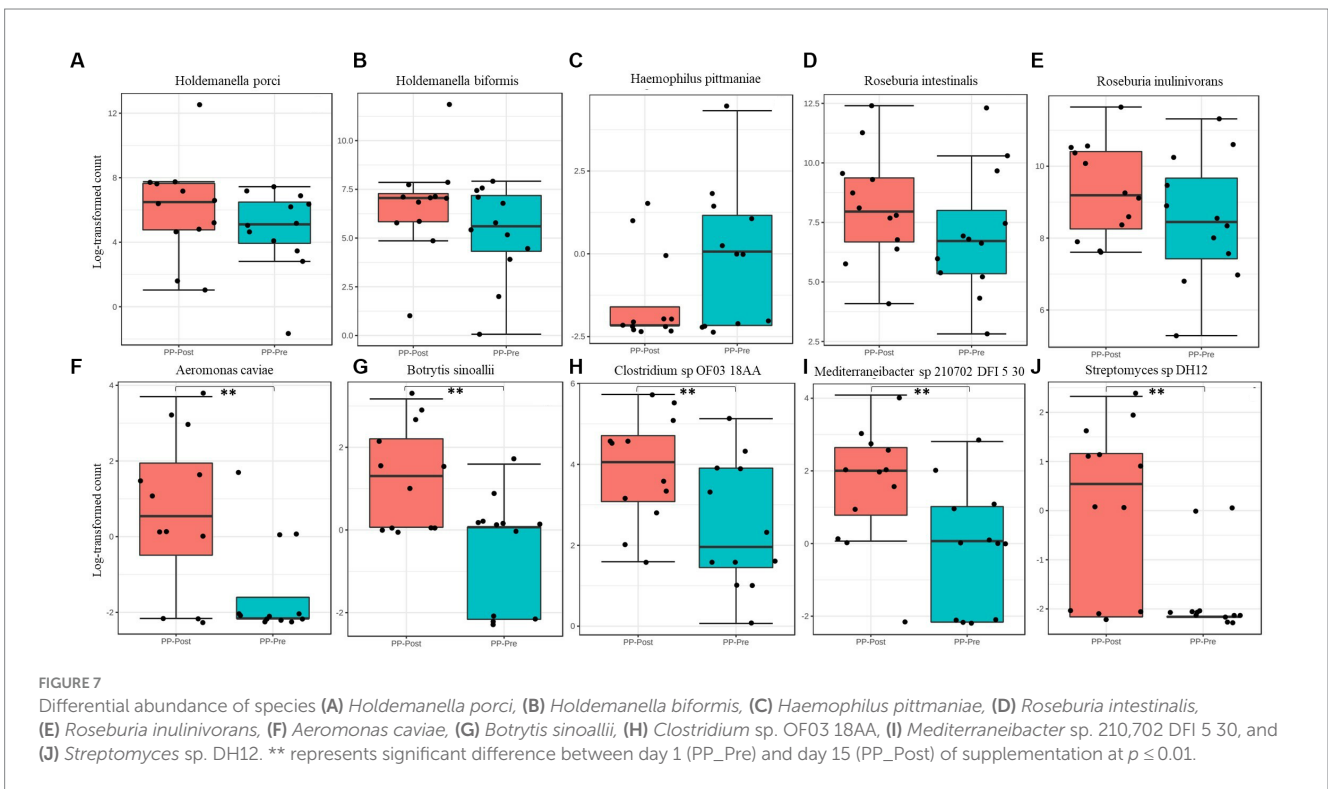 A
Holdemanella porci
Log-transformed count
12
8
4
0
PP-Post
PP-Pre
B
Holdemanella biformis
10.0
7.5
5.0
2.5
0.0
PP-Post
PP-Pre
C
Haemophilus pittmaniae
2.5
0.0
-2.5
PP-Post
PP-Pre
D
Roseburia intestinalis
12.5
10.0
7.5
5.0
2.5
PP-Post
PP-Pre
E
Roseburia inulinivorans
10
8
6
PP-Post
PP-Pre
F
Aeromonas caviae
**
Log-transformed count
4
2
0
-2
PP-Post
PP-Pre
G
Botrytis sinoallii
**
2
0
-2
PP-Post
PP-Pre
H
Clostridium sp OF03 18AA
**
6
4
2
0
PP-Post
PP-Pre
I
Mediterraneibacter sp 210702 DFI 5 30
**
4
2
0
-2
PP-Post
PP-Pre
J
Streptomyces sp DH12
**
2
1
0
-1
-2
PP-Post
PP-Pre
FIGURE 7
Differential abundance of species (A) Holdemanella porci, (B) Holdemanella biformis, (C) Haemophilus pittmaniae, (D) Roseburia intestinalis,
(E) Roseburia inulinivorans, (F) Aeromonas caviae, (G) Botrytis sinoallii, (H) Clostridium sp. OF03 18AA, (I) Mediterraneibacter sp. 210,702 DFI 5 30, and
(J) Streptomyces sp. DH12. ** represents significant difference between day 1 (PP_Pre) and day 15 (PP_Post) of supplementation at p ≤ 0.01.